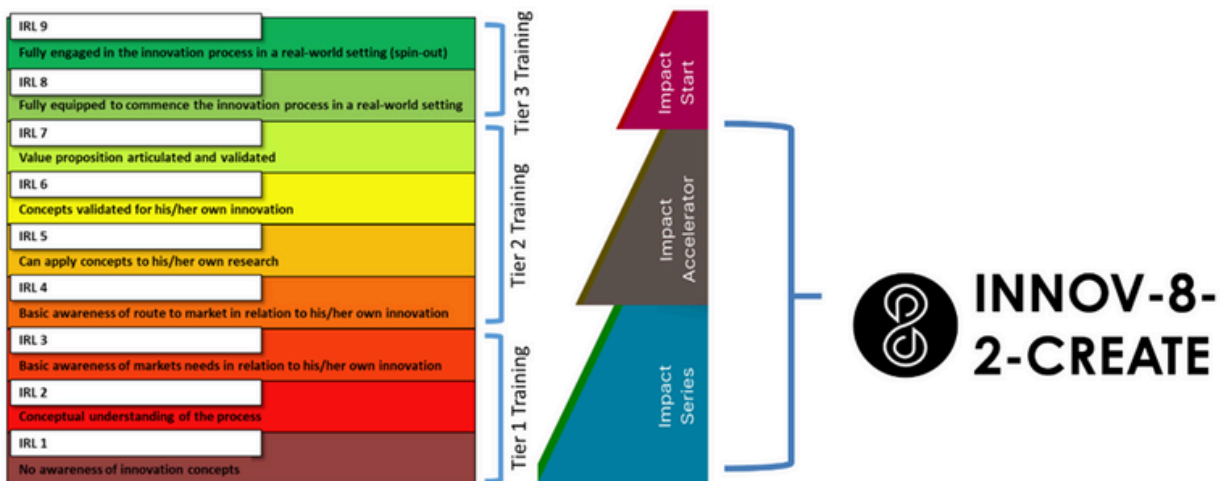 IRL 9
Fully engaged in the innovation process in a real-world setting (spin-out)
IRL 8
Fully equipped to commence the innovation process in a real-world setting
IRL 7
Value proposition articulated and validated
IRL 6
Concepts validated for his/her own innovation
IRL 5
Can apply concepts to his/her own research
IRL 4
Basic awareness of route to market in relation to his/her own innovation
IRL 3
Basic awareness of markets needs in relation to his/her own innovation
IRL 2
Conceptual understanding of the process
IRL 1
No awareness of innovation concepts
Tier 3 Training
Tier 2 Training
Tier 1 Training
Impact
Start
Impact
Accelerator
Impact
Series
INNOV-8-
2-CREATE